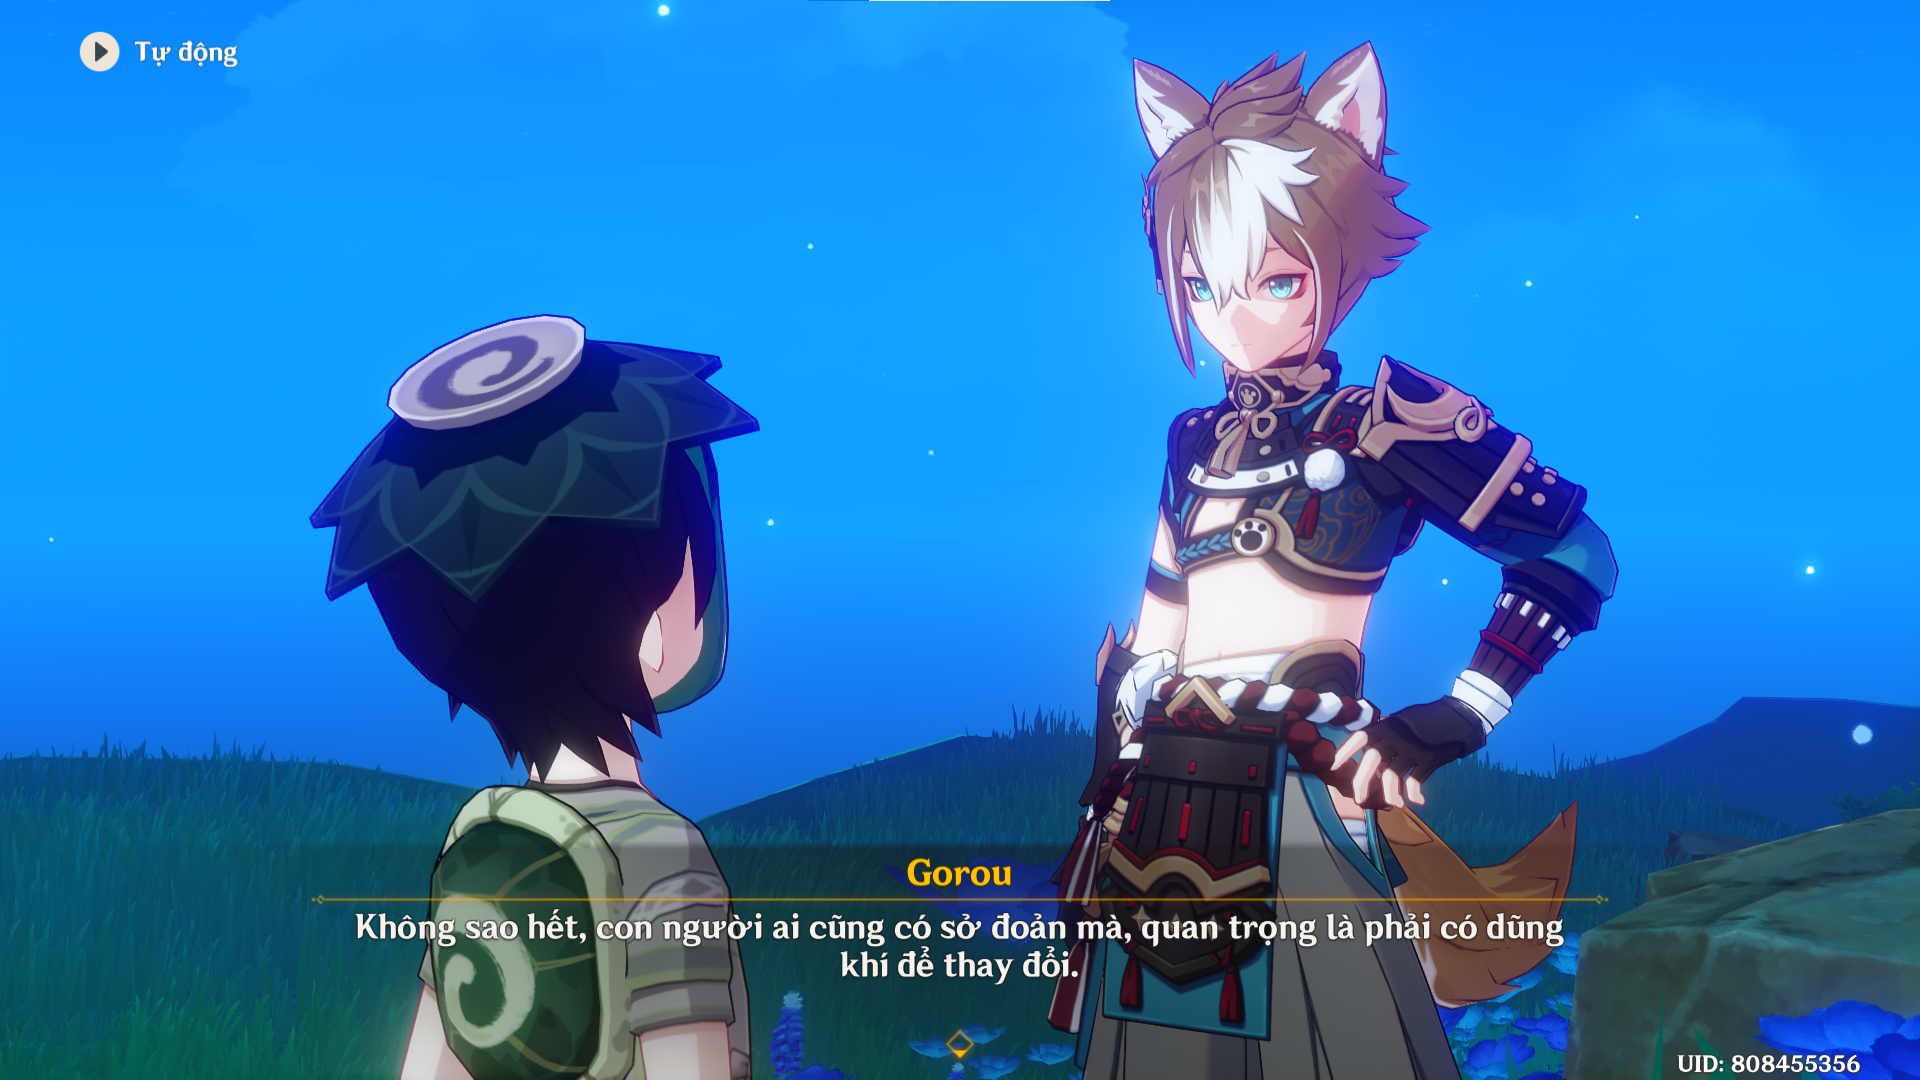 Tự động
Gorou
Không sao hết, con người ai cũng có sở đoản mà, quan trọng là phải có dũng
khí để thay đổi.
UID: 808455356